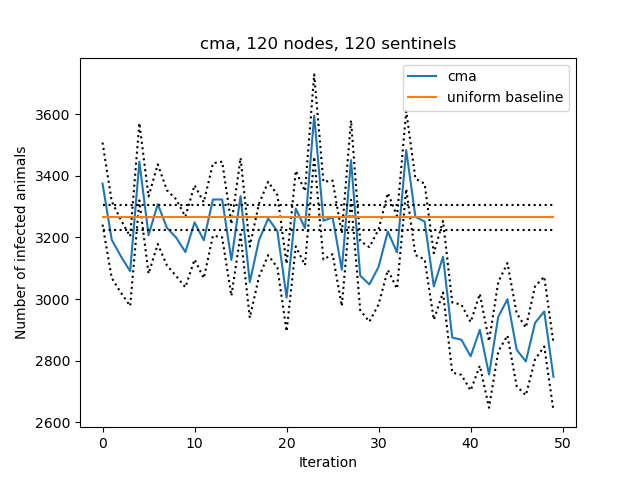 cma, 120 nodes, 120 sentinels
cma
uniform baseline
Number of infected animals
3600
3400
3200
3000
2800
2600
0 10 20 30 40 50
Iteration